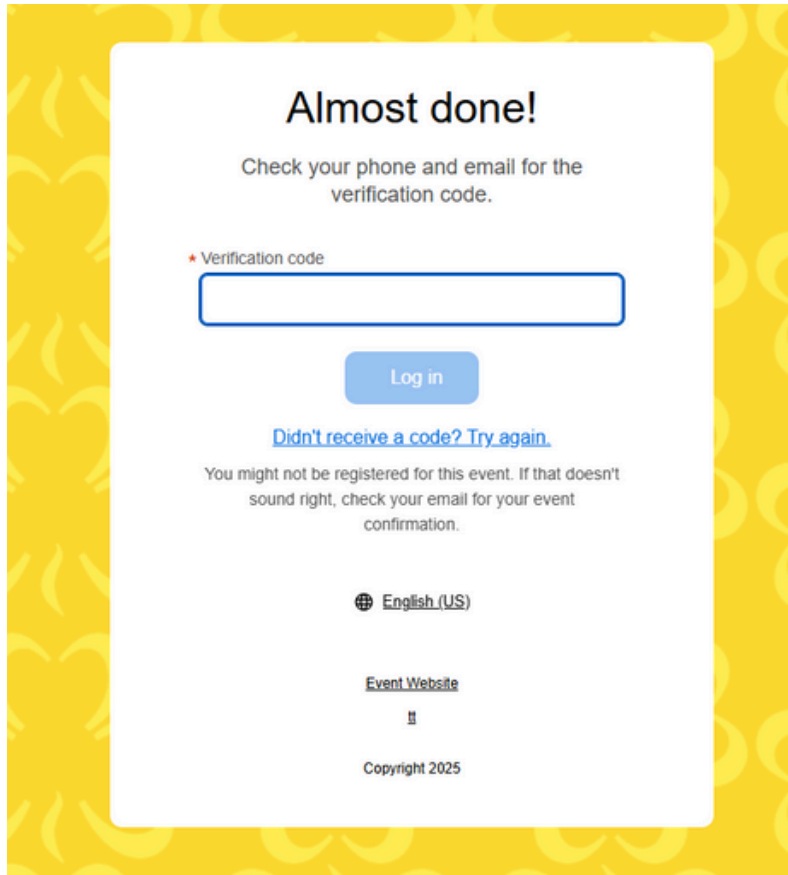 Almost done!
Check your phone and email for the
verification code.
* Verification code
Log in
Didn't receive a code? Try again.
You might not be registered for this event. If that doesn't
sound right, check your email for your event
confirmation.
English (US)
Event Website
tt
Copyright 2025